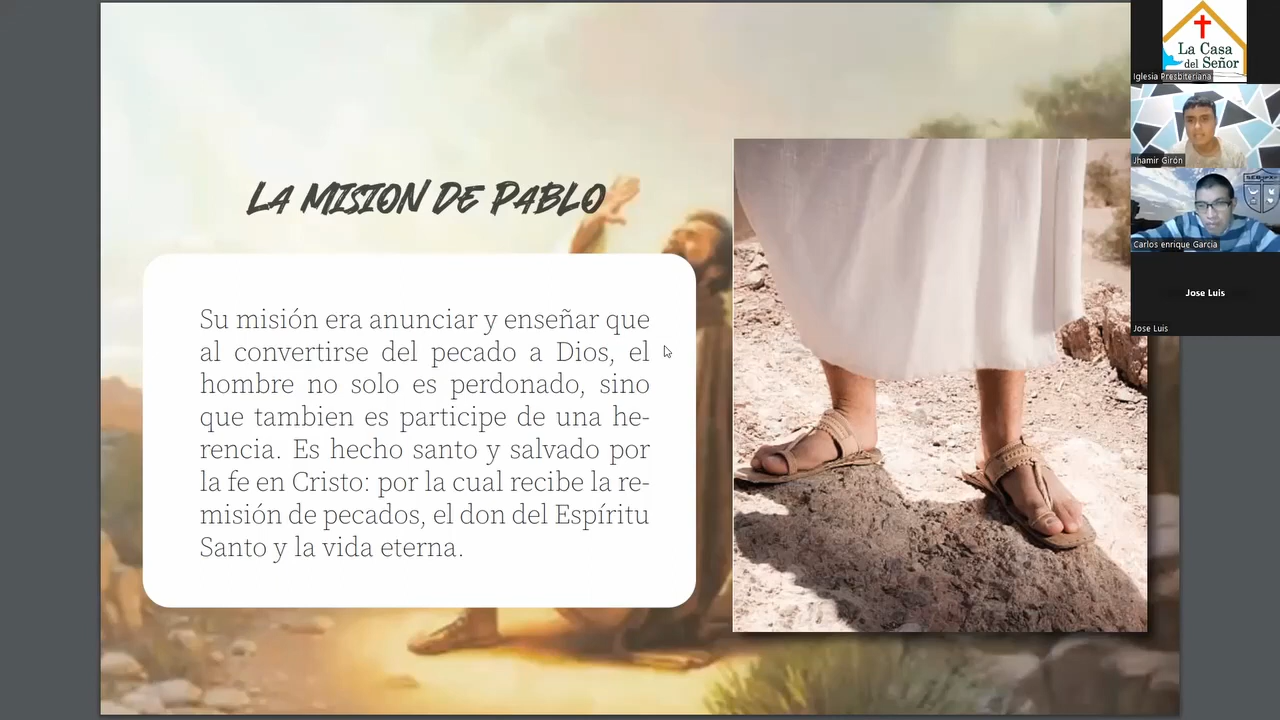 LA MISION DE PABLO
Su misión era anunciar y enseñar que
al convertirse del pecado a Dios, el
hombre no solo es perdonado, sino
que tambien es participe de una he-
rencia. Es hecho santo y salvado por
la fe en Cristo: por la cual recibe la re-
misión de pecados, el don del Espíritu
Santo y la vida eterna.
La Casa
del Señor
Iglesia Presbiteriana
Jhamir Girón
Carlos enrique Garcia
Jose Luis
Jose Luis